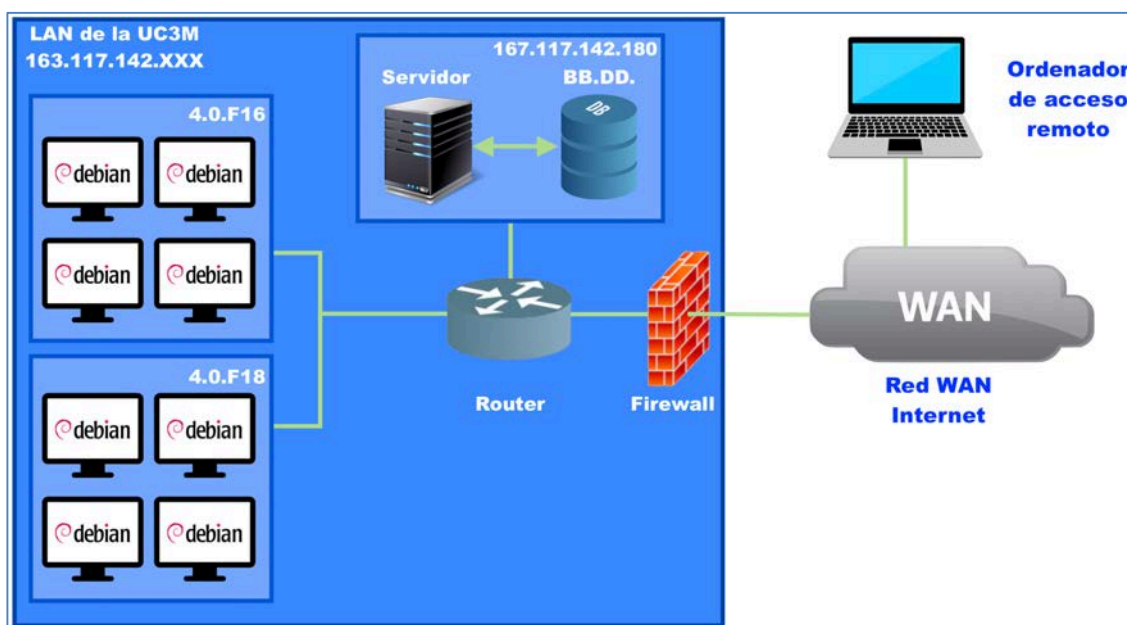 LAN de la UC3M
163.117.142.XXX
4.0.F16
debian
debian
debian
debian
4.0.F18
debian
debian
debian
debian
167.117.142.180
Servidor
BB.DD.
DB
Router
Firewall
Ordenador
de acceso
remoto
WAN
Red WAN
Internet